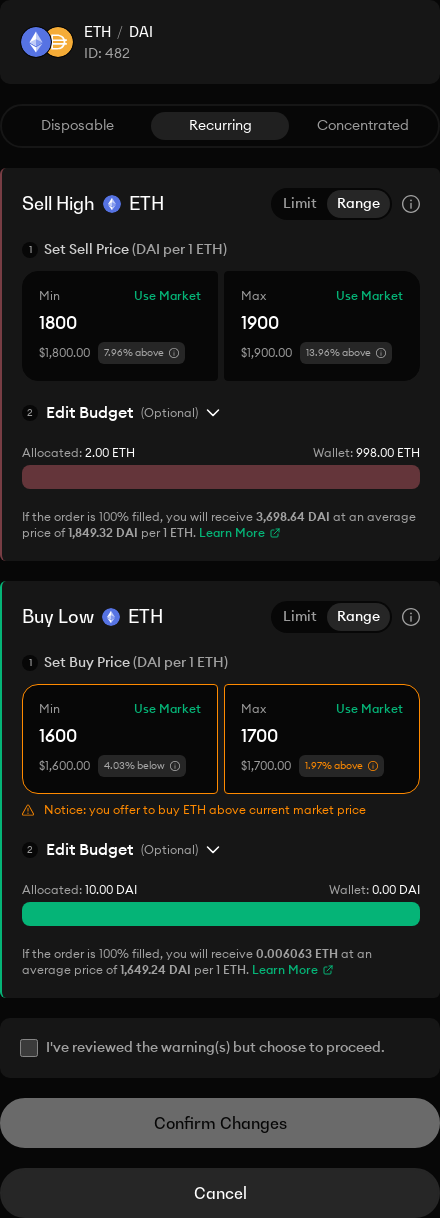 ETH / DAI
ID: 482
Disposable Recurring Concentrated
Sell High ETH Limit Range
1 Set Sell Price (DAI per 1 ETH)
Min Use Market Max Use Market
1800 1900
$1,800.00 7.96% above $1,900.00 13.96% above
2 Edit Budget (Optional)
Allocated: 2.00 ETH Wallet: 998.00 ETH
If the order is 100% filled, you will receive 3,698.64 DAI at an average
price of 1,849.32 DAI per 1 ETH. Learn More
Buy Low ETH Limit Range
1 Set Buy Price (DAI per 1 ETH)
Min Use Market Max Use Market
1600 1700
$1,600.00 4.03% below $1,700.00 1.97% above
Notice: you offer to buy ETH above current market price
2 Edit Budget (Optional)
Allocated: 10.00 DAI Wallet: 0.00 DAI
If the order is 100% filled, you will receive 0.006063 ETH at an
average price of 1,649.24 DAI per 1 ETH. Learn More
I've reviewed the warning(s) but choose to proceed.
Confirm Changes
Cancel